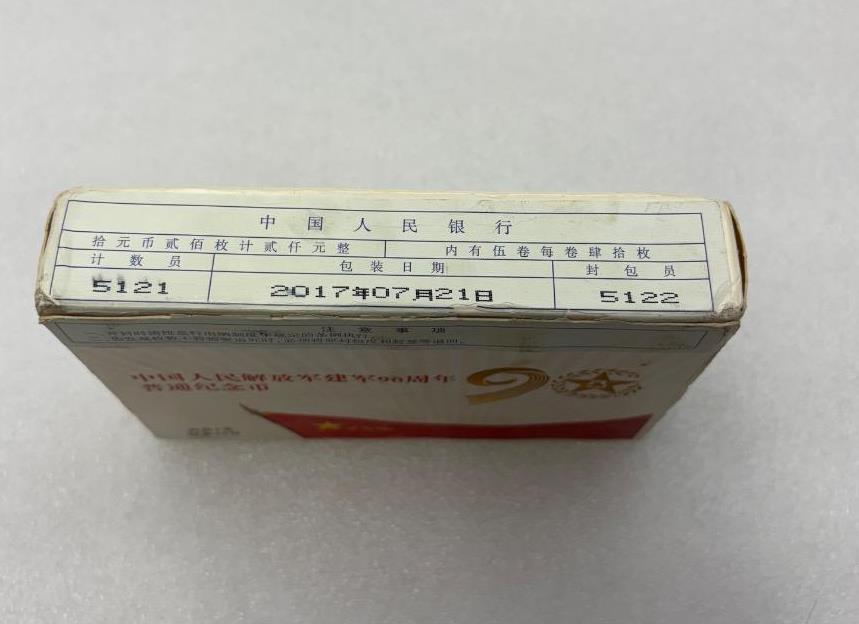 中国人民银行
拾元币贰佰枚计贰仟元整 内有伍卷每卷肆拾枚
计数员 包装日期 封包员
5121 2017年07月21日 5122
注意事项
中国人民解放军建军90周年
普通纪念币
90